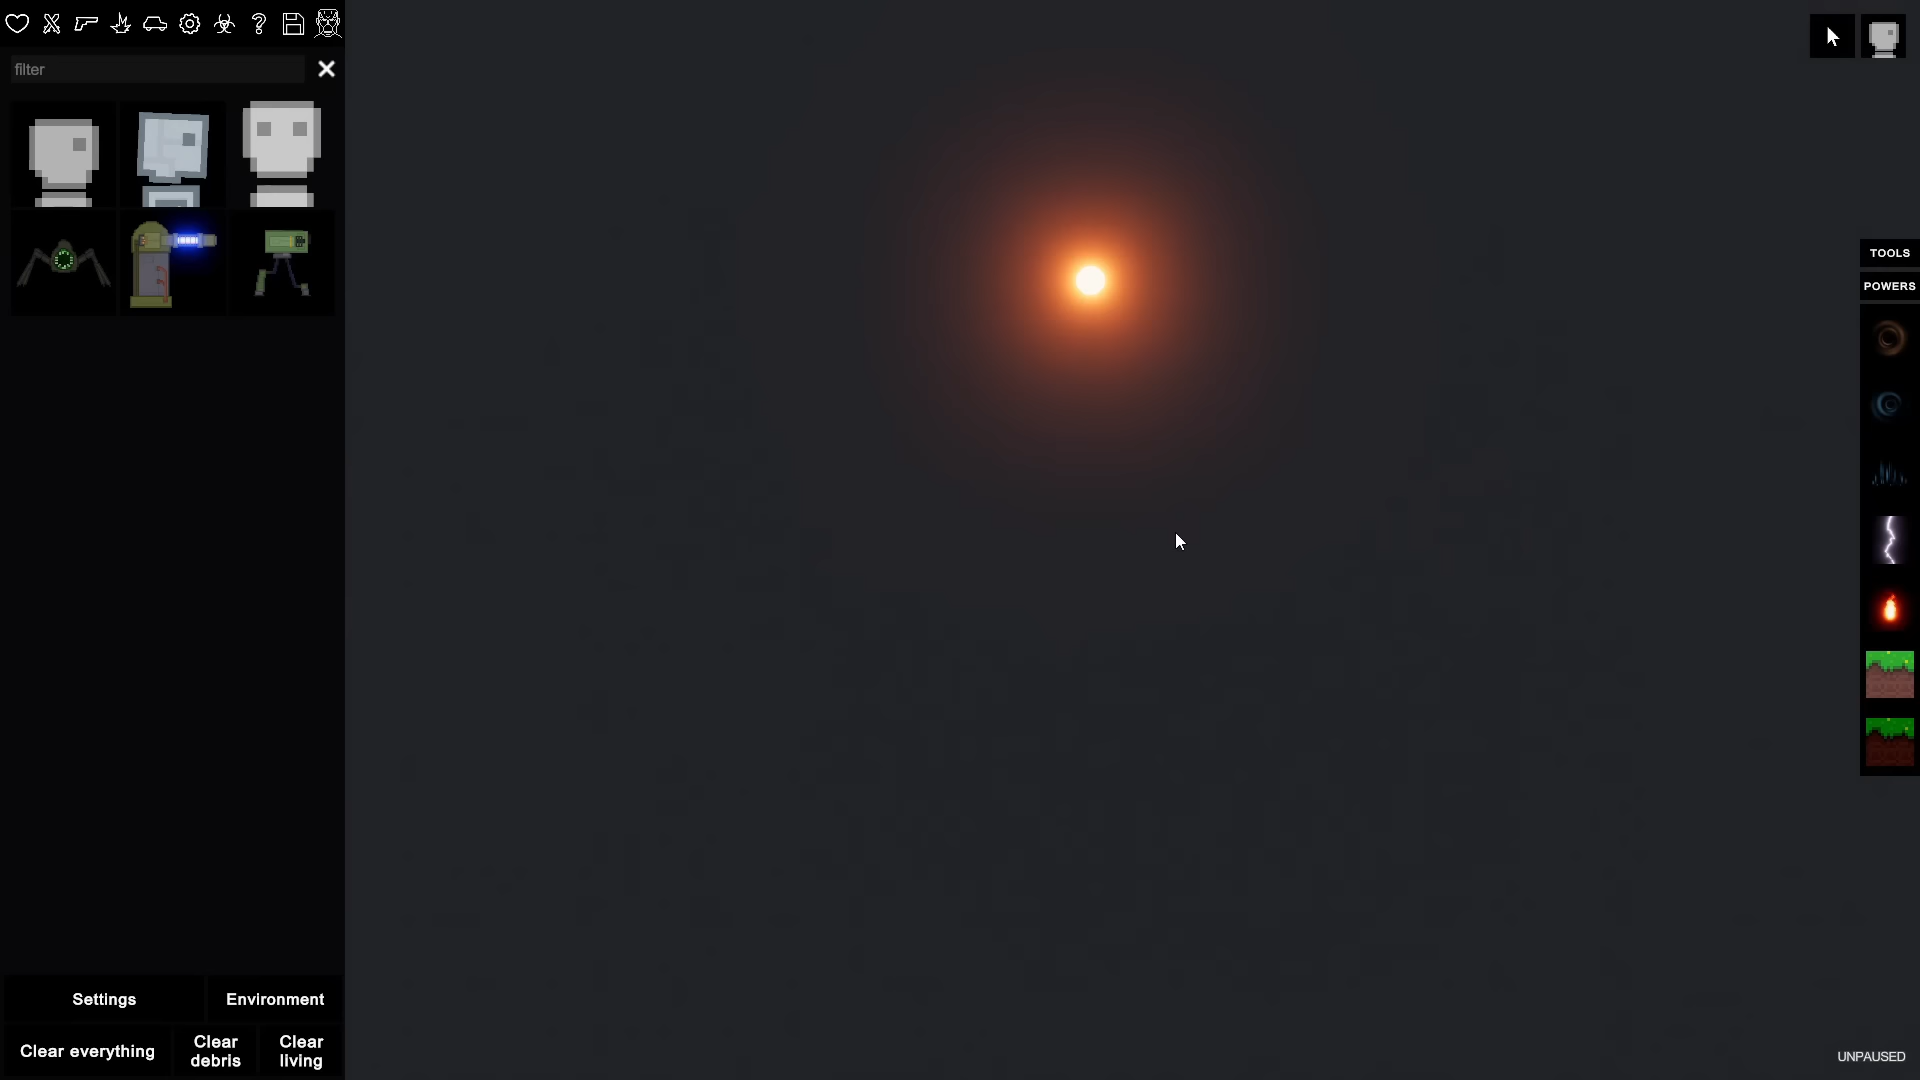 filter
TOOLS
POWERS
Settings
Environment
Clear everything
Clear
debris
Clear
living
UNPAUSED